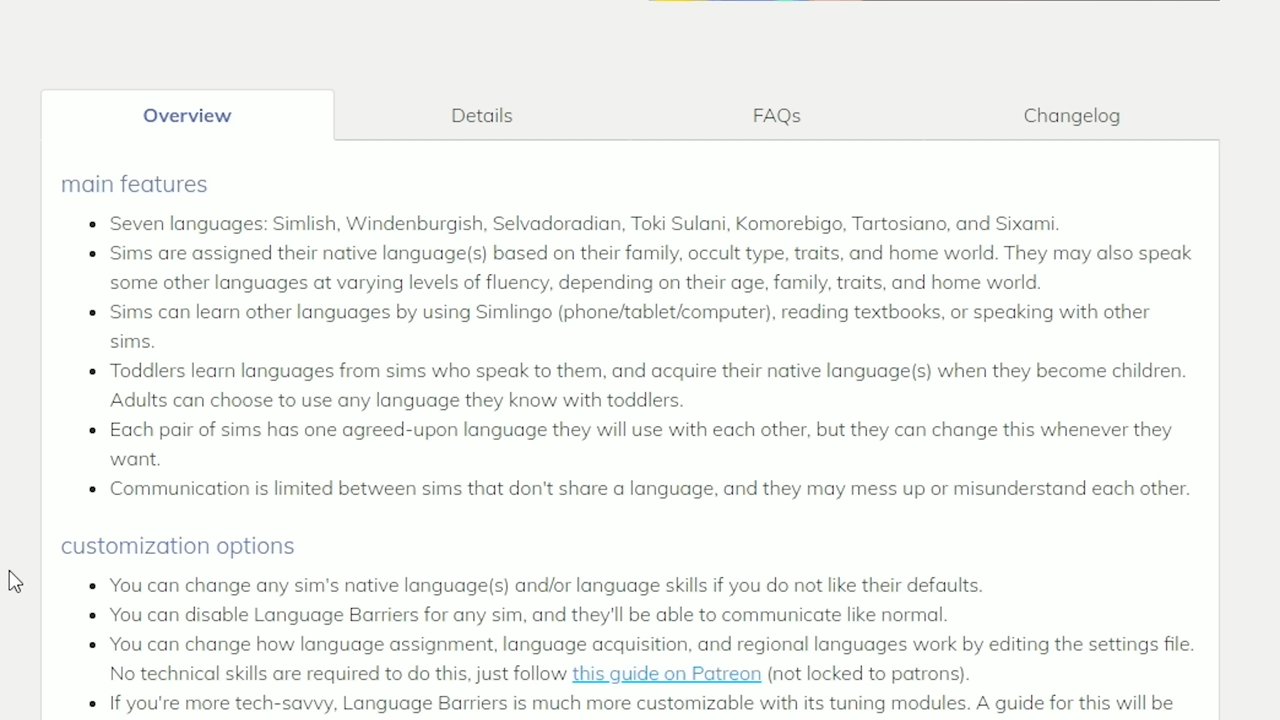 Overview Details FAQs Changelog
main features
Seven languages: Simlish, Windenburgish, Selvadoradian, Toki Sulani, Komorebigo, Tartosiano, and Sixami.
Sims are assigned their native language(s) based on their family, occult type, traits, and home world. They may also speak
some other languages at varying levels of fluency, depending on their age, family, traits, and home world.
Sims can learn other languages by using Simlingo (phone/tablet/computer), reading textbooks, or speaking with other
sims.
Toddlers learn languages from sims who speak to them, and acquire their native language(s) when they become children.
Adults can choose to use any language they know with toddlers.
Each pair of sims has one agreed-upon language they will use with each other, but they can change this whenever they
want.
Communication is limited between sims that don't share a language, and they may mess up or misunderstand each other.
customization options
You can change any sim's native language(s) and/or language skills if you do not like their defaults.
You can disable Language Barriers for any sim, and they'll be able to communicate like normal.
You can change how language assignment, language acquisition, and regional languages work by editing the settings file.
No technical skills are required to do this, just follow this guide on Patreon (not locked to patrons).
If you're more tech-savvy, Language Barriers is much more customizable with its tuning modules. A guide for this will be